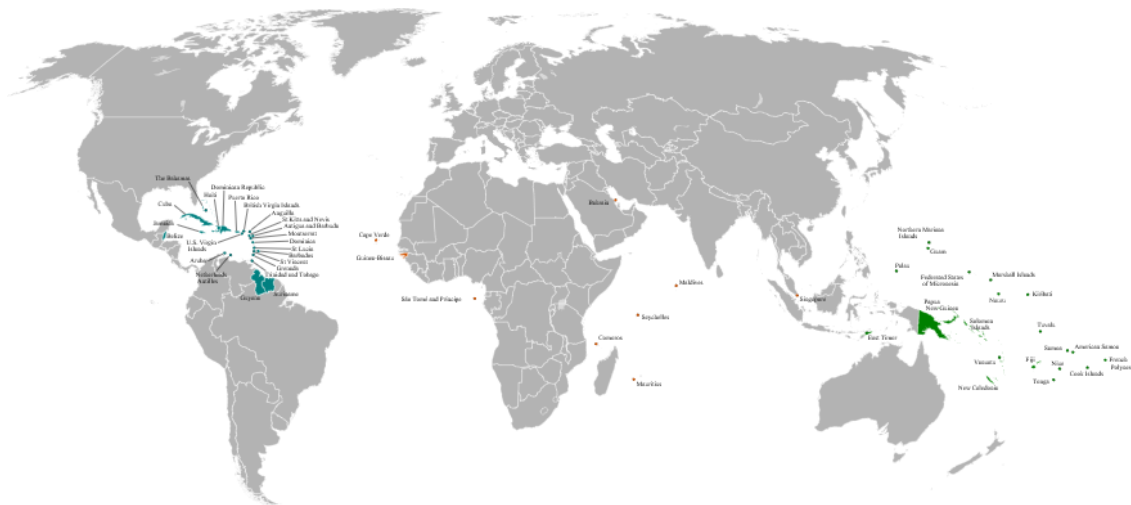 The Bahamas
Dominican Republic
Haiti
Puerto Rico
British Virgin Islands
Cuba
Anguilla
St Kitts and Nevis
Antigua and Barbuda
Jamaica
Montserrat
Belize
Dominica
U.S. Virgin
Islands
St Lucia
Barbados
St Vincent
Aruba
Grenada
Netherlands
Antilles
Trinidad and Tobago
Guyana
Suriname
Cape Verde
Guinea-Bissau
São Tomé and Príncipe
Bahrain
Maldives
Seychelles
Comoros
Mauritius
Singapore
Northern Mariana
Islands
Guam
Palau
Federated States
of Micronesia
Marshall Islands
Nauru
Kiribati
Papua
New Guinea
Solomon
Islands
East Timor
Tuvalu
Samoa
American Samoa
Vanuatu
Fiji
Niue
French
Polynes
Cook Islands
Tonga
New Caledonia